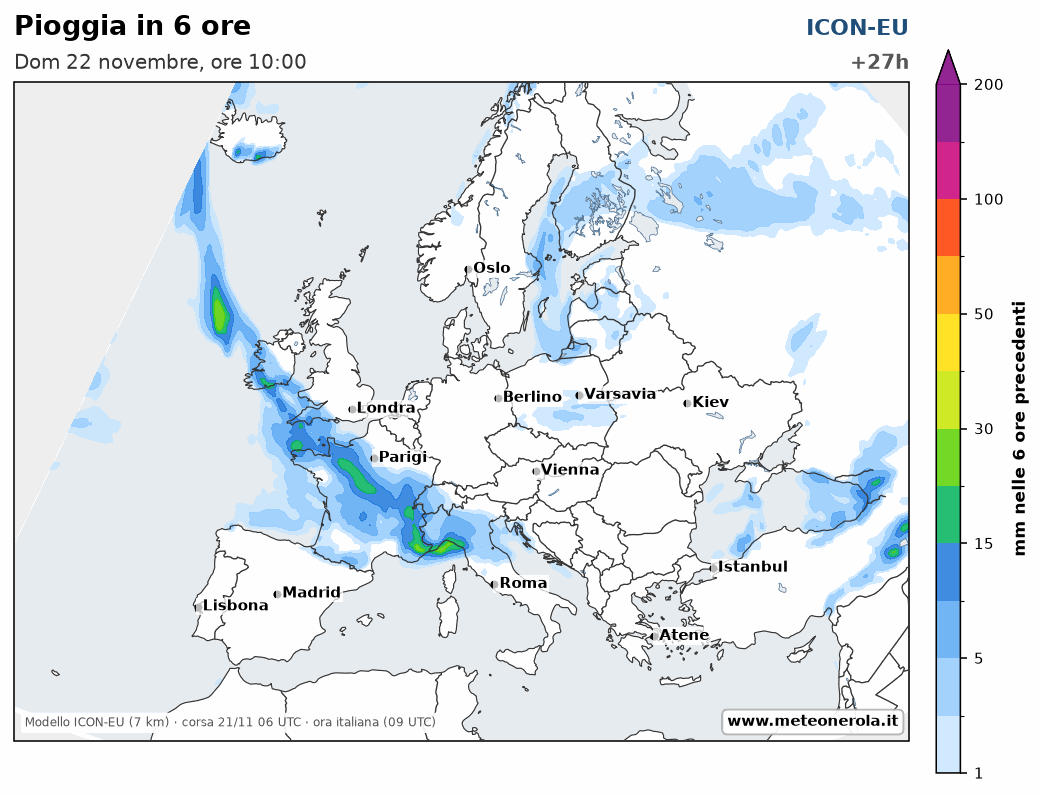 Pioggia in 6 ore
ICON-EU
Dom 22 novembre, ore 10:00
+27h
200
100
50
30
15
5
1
mm nelle 6 ore precedenti
Oslo
Londra
Berlino
Varsavia
Kiev
Parigi
Vienna
Istanbul
Roma
Madrid
Lisbona
Atene
Modello ICON-EU (7 km) · corsa 21/11 06 UTC · ora italiana (09 UTC)
www.meteonerola.it